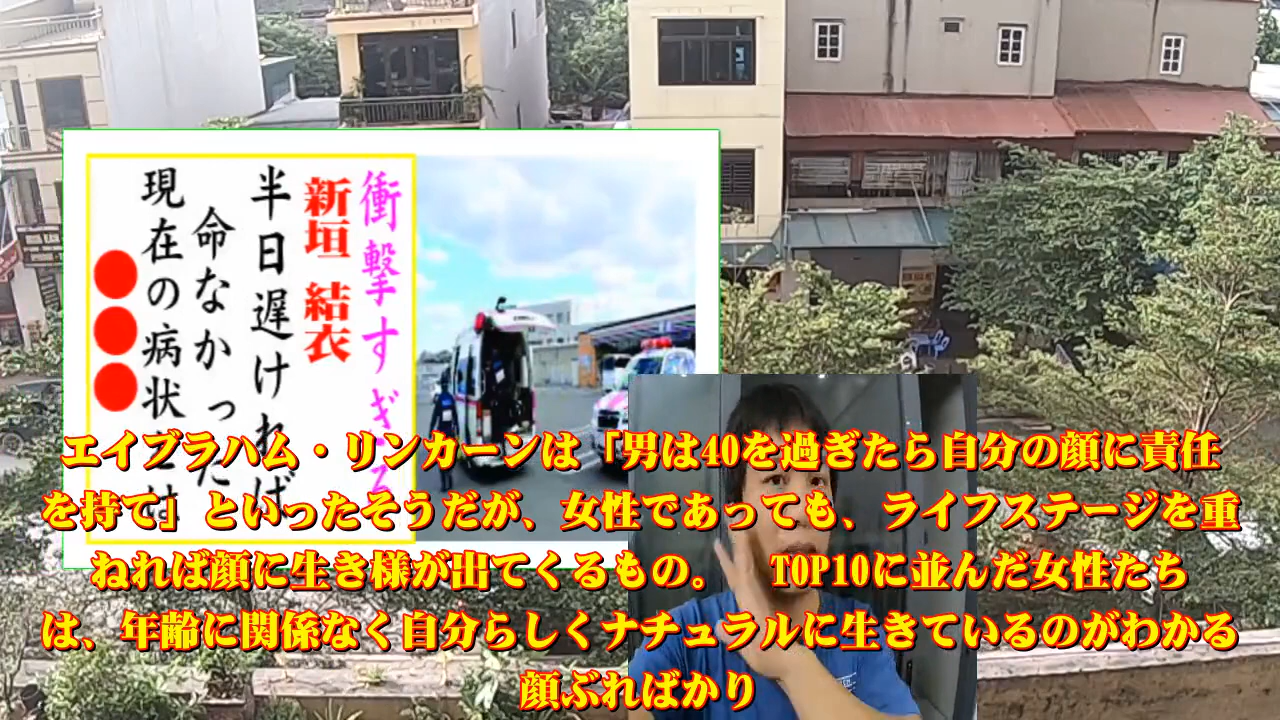 衝撃すぎる
新垣 結衣
半日遅ければ
命なかった
現在の病状とは
エイブラハム・リンカーンは「男は40を過ぎたら自分の顔に責任
を持て」といったそうだが、女性であっても、ライフステージを重
ねれば顔に生き様が出てくるもの。 TOP10に並んだ女性たち
は、年齢に関係なく自分らしくナチュラルに生きているのがわかる
顔ぶればかり